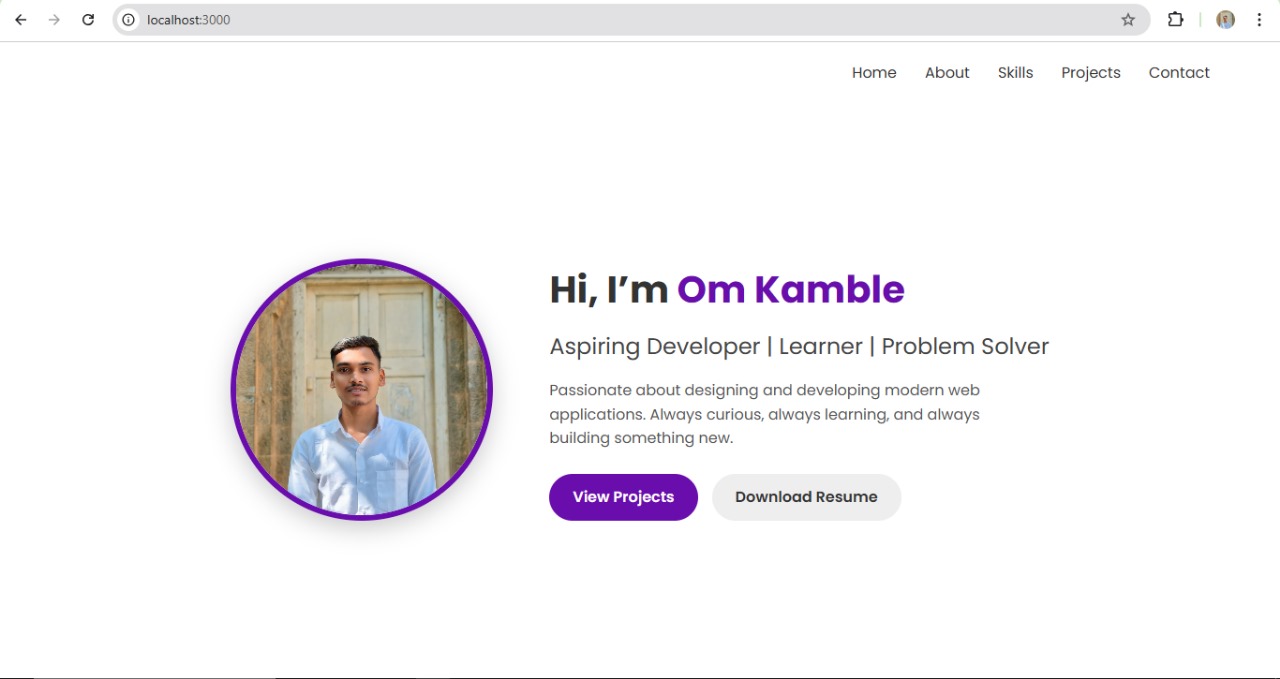 localhost:3000
Home About Skills Projects Contact
Hi, I’m Om Kamble
Aspiring Developer | Learner | Problem Solver
Passionate about designing and developing modern web
applications. Always curious, always learning, and always
building something new.
View Projects Download Resume